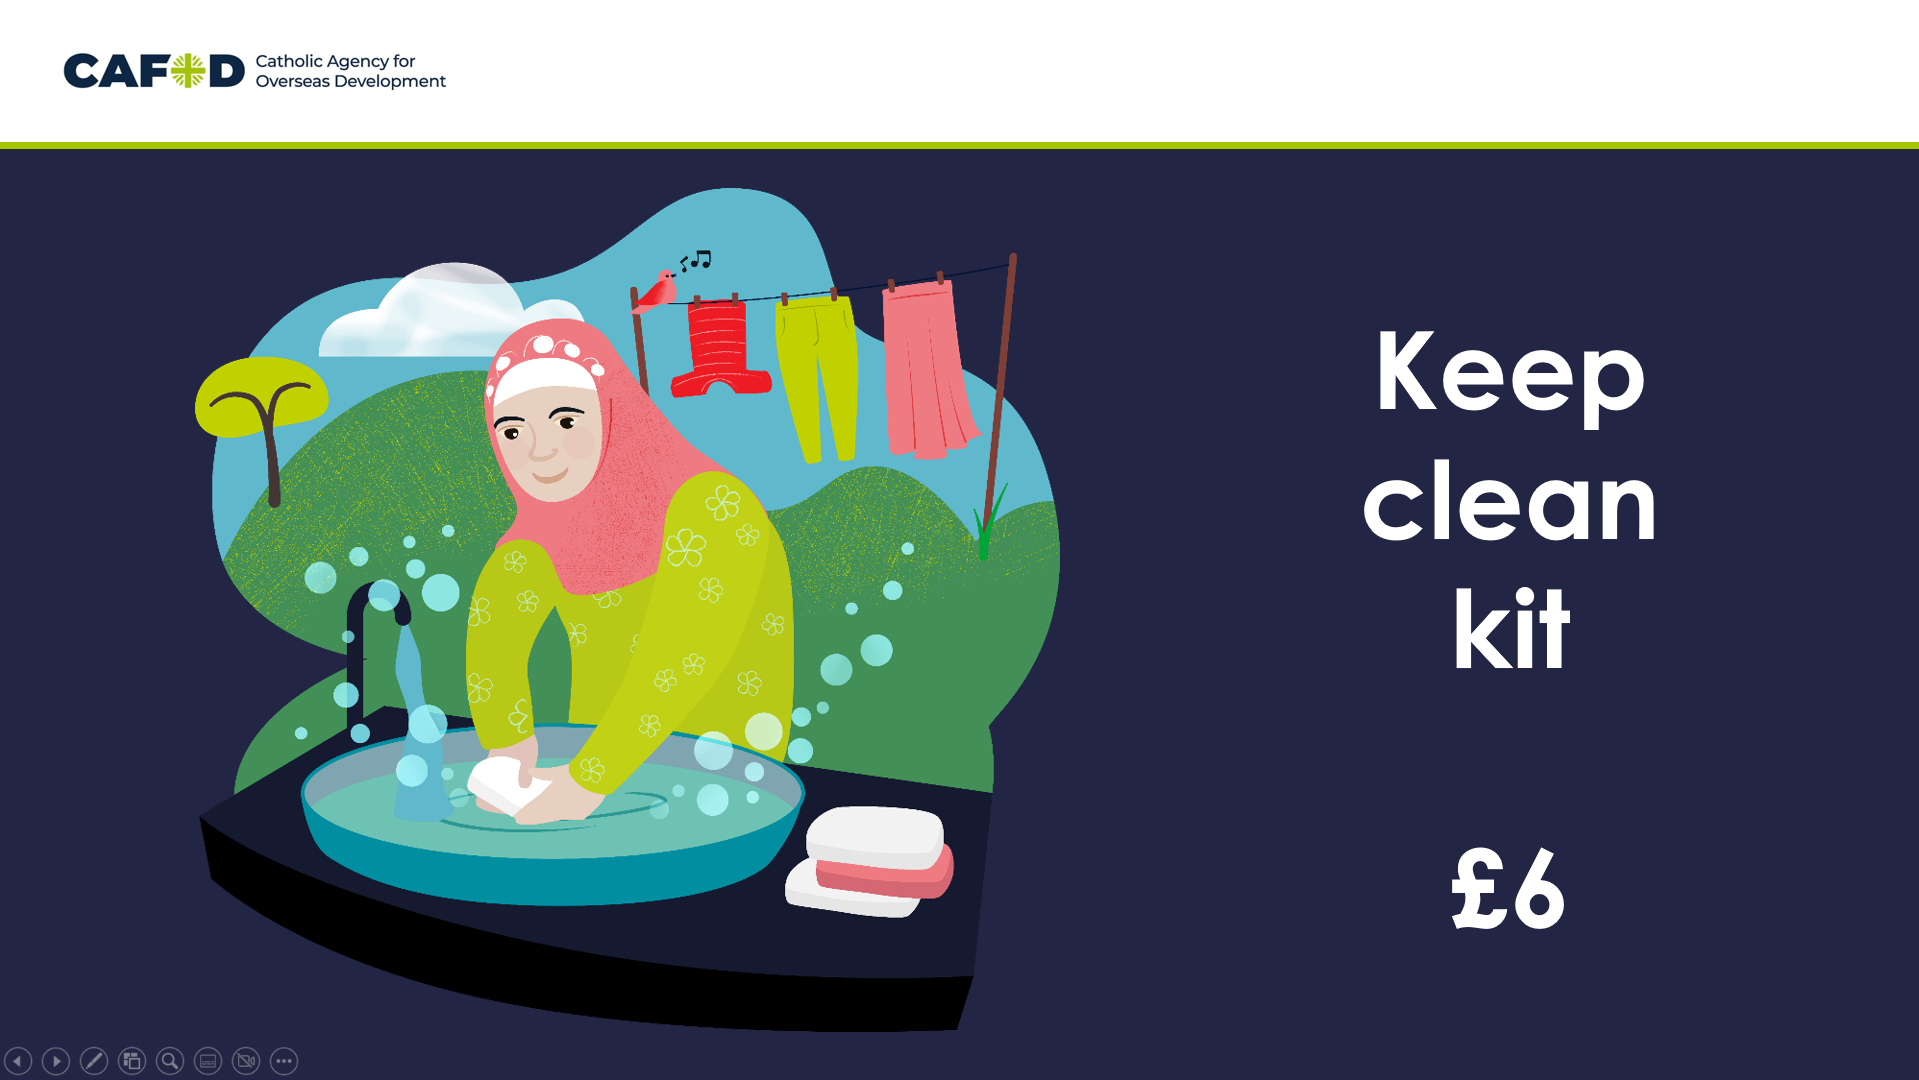 CAFOD
Catholic Agency for
Overseas Development
Keep
clean
kit
£6